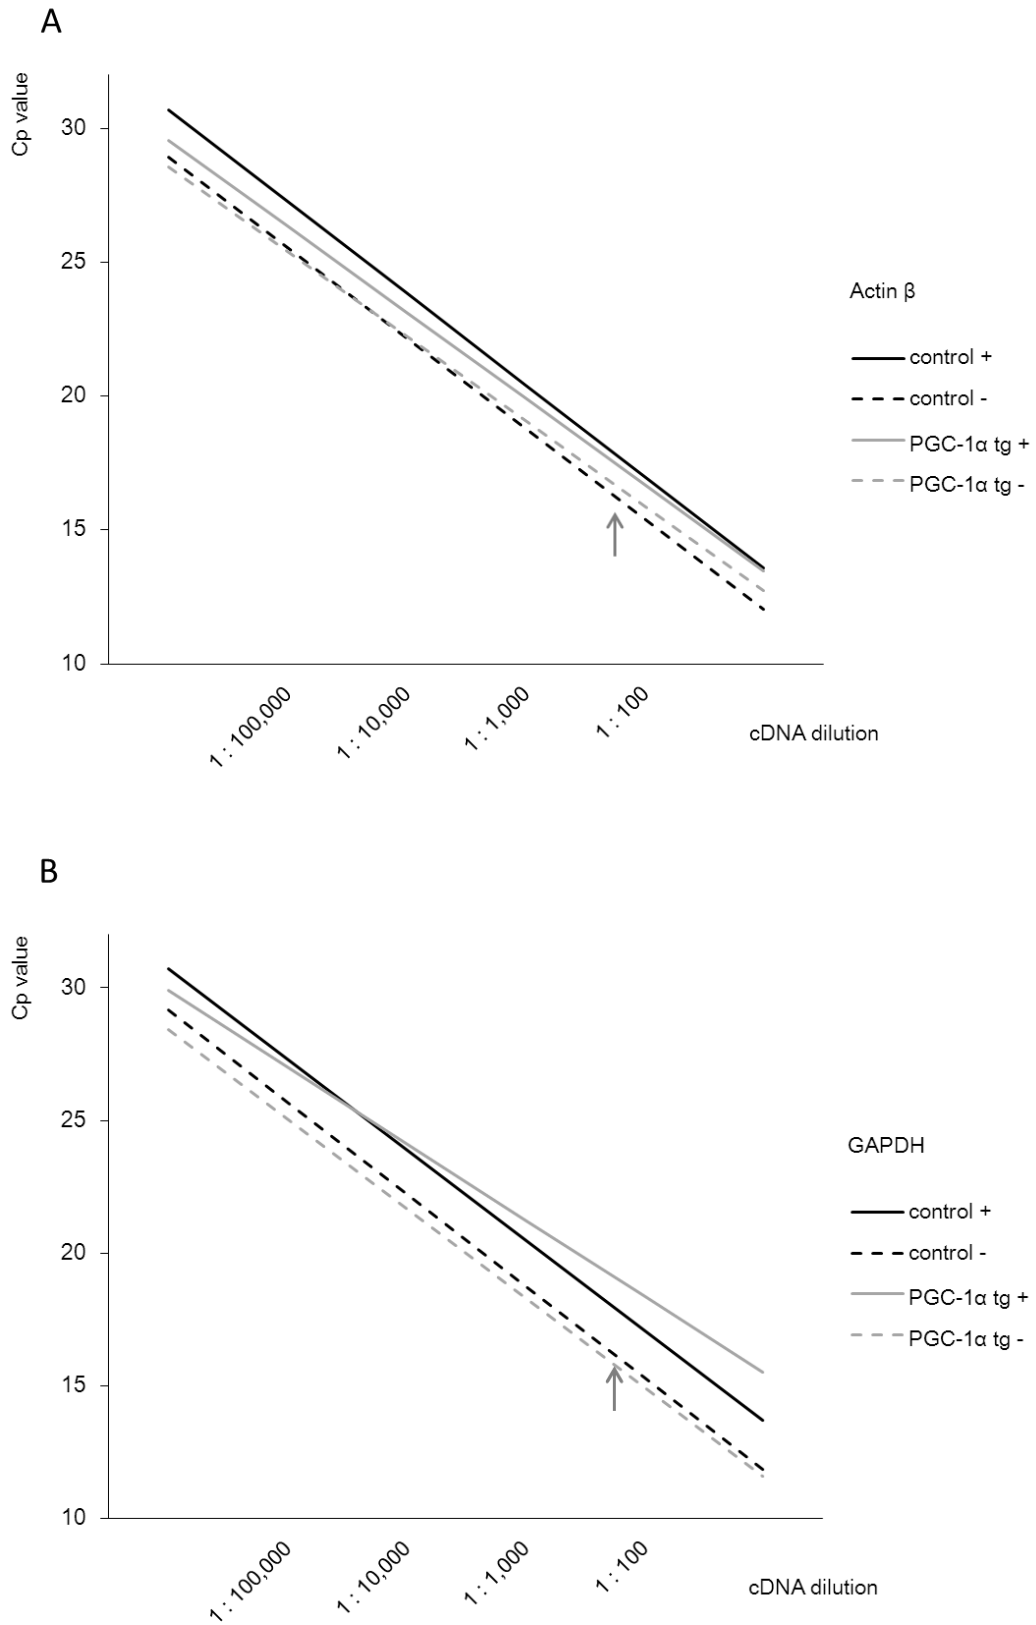 A
Cp value
30
25
20
15
10
1 : 100,000
1 : 10,000
1 : 1,000
1 : 100
cDNA dilution
Actin β
control +
control -
PGC-1α tg +
PGC-1α tg -
B
Cp value
30
25
20
15
10
1 : 100,000
1 : 10,000
1 : 1,000
1 : 100
cDNA dilution
GAPDH
control +
control -
PGC-1α tg +
PGC-1α tg -